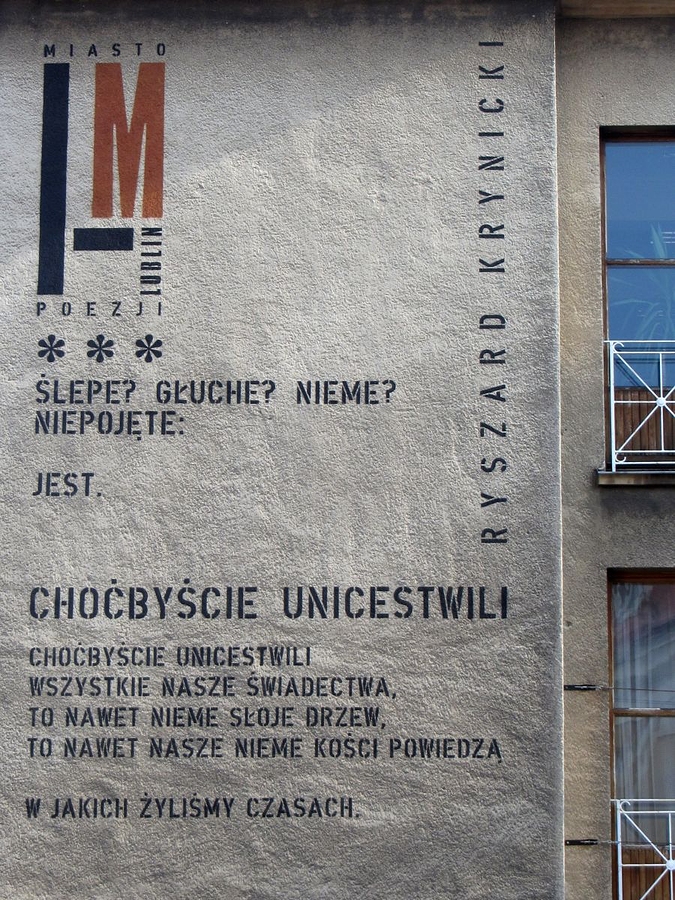 MIASTO
M
LUBLIN
POEZJI
RYSZARD KRYNICKI
***
ŚLEPE? GŁUCHE? NIEME?
NIEPOJĘTE:
JEST.
CHOĆBYŚCIE UNICESTWILI
CHOĆBYŚCIE UNICESTWILI
WSZYSTKIE NASZE ŚWIADECTWA,
TO NAWET NIEME SŁOJE DRZEW,
TO NAWET NASZE NIEME KOŚCI POWIEDZĄ
W JAKICH ŻYLIŚMY CZASACH.